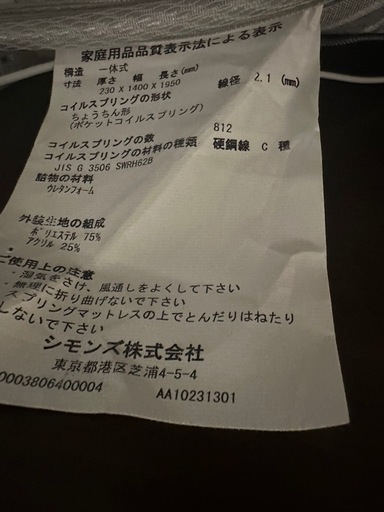 家庭用品品質表示法による表示
構造 一体式
寸法 厚さ 幅 長さ(mm) 線径 2.1 (mm)
230 X 1400 X 1950
コイルスプリングの形状
ちょうちん形
(ポケットコイルスプリング)
コイルスプリングの数 812
コイルスプリングの材料の種類 硬鋼線 C 種
JIS G 3506 SWRH62B
詰物の材料
ウレタンフォーム
外装生地の組成
ポリエステル 75%
アクリル 25%
ご使用上の注意
・湿気をさけ、風通しをよくして下さい
・無理に折り曲げないで下さい
スプリングマットレスの上でとんだりはねたり
しないで下さい
シモンズ株式会社
東京都港区芝浦4-5-4
0003806400004 AA10231301